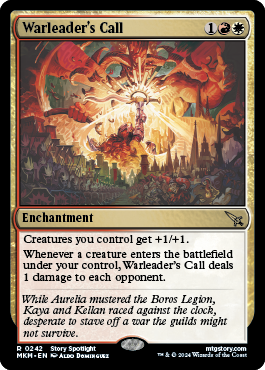 Warleader's Call 1
Enchantment
Creatures you control get +1/+1.
Whenever a creature enters the battlefield
under your control, Warleader's Call deals
1 damage to each opponent.
While Aurelia mustered the Boros Legion,
Kaya and Kellan raced against the clock,
desperate to stave off a war the guilds might
not survive.
R 0242 Story Spotlight mtgstory.com
MKM • EN Aldo Domínguez ™ & © 2024 Wizards of the Coast